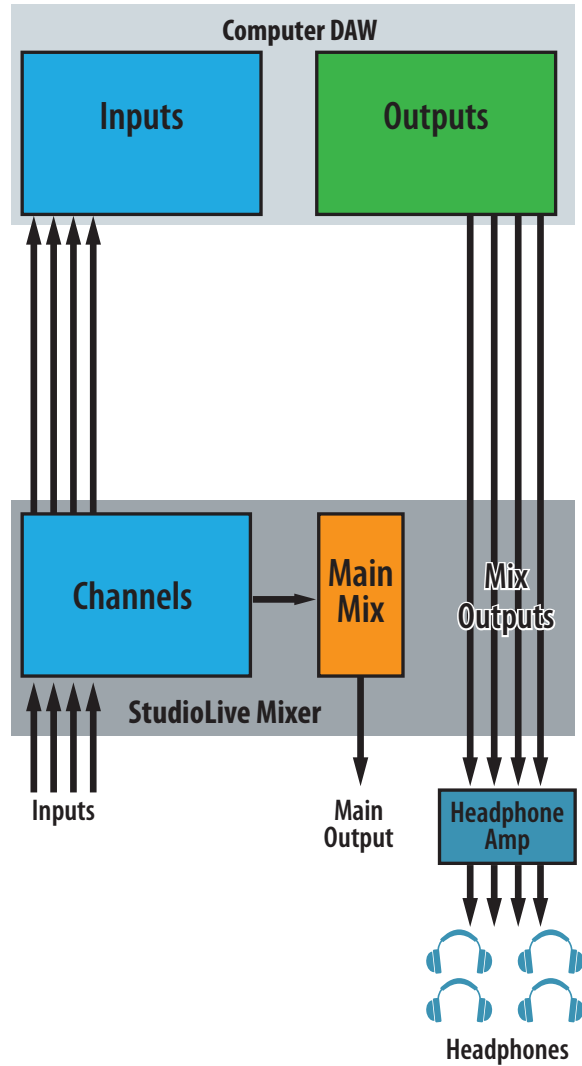 Computer DAW
Inputs
Outputs
Channels
Main
Mix
Mix
Outputs
StudioLive Mixer
Inputs
Main
Output
Headphone
Amp
Headphones